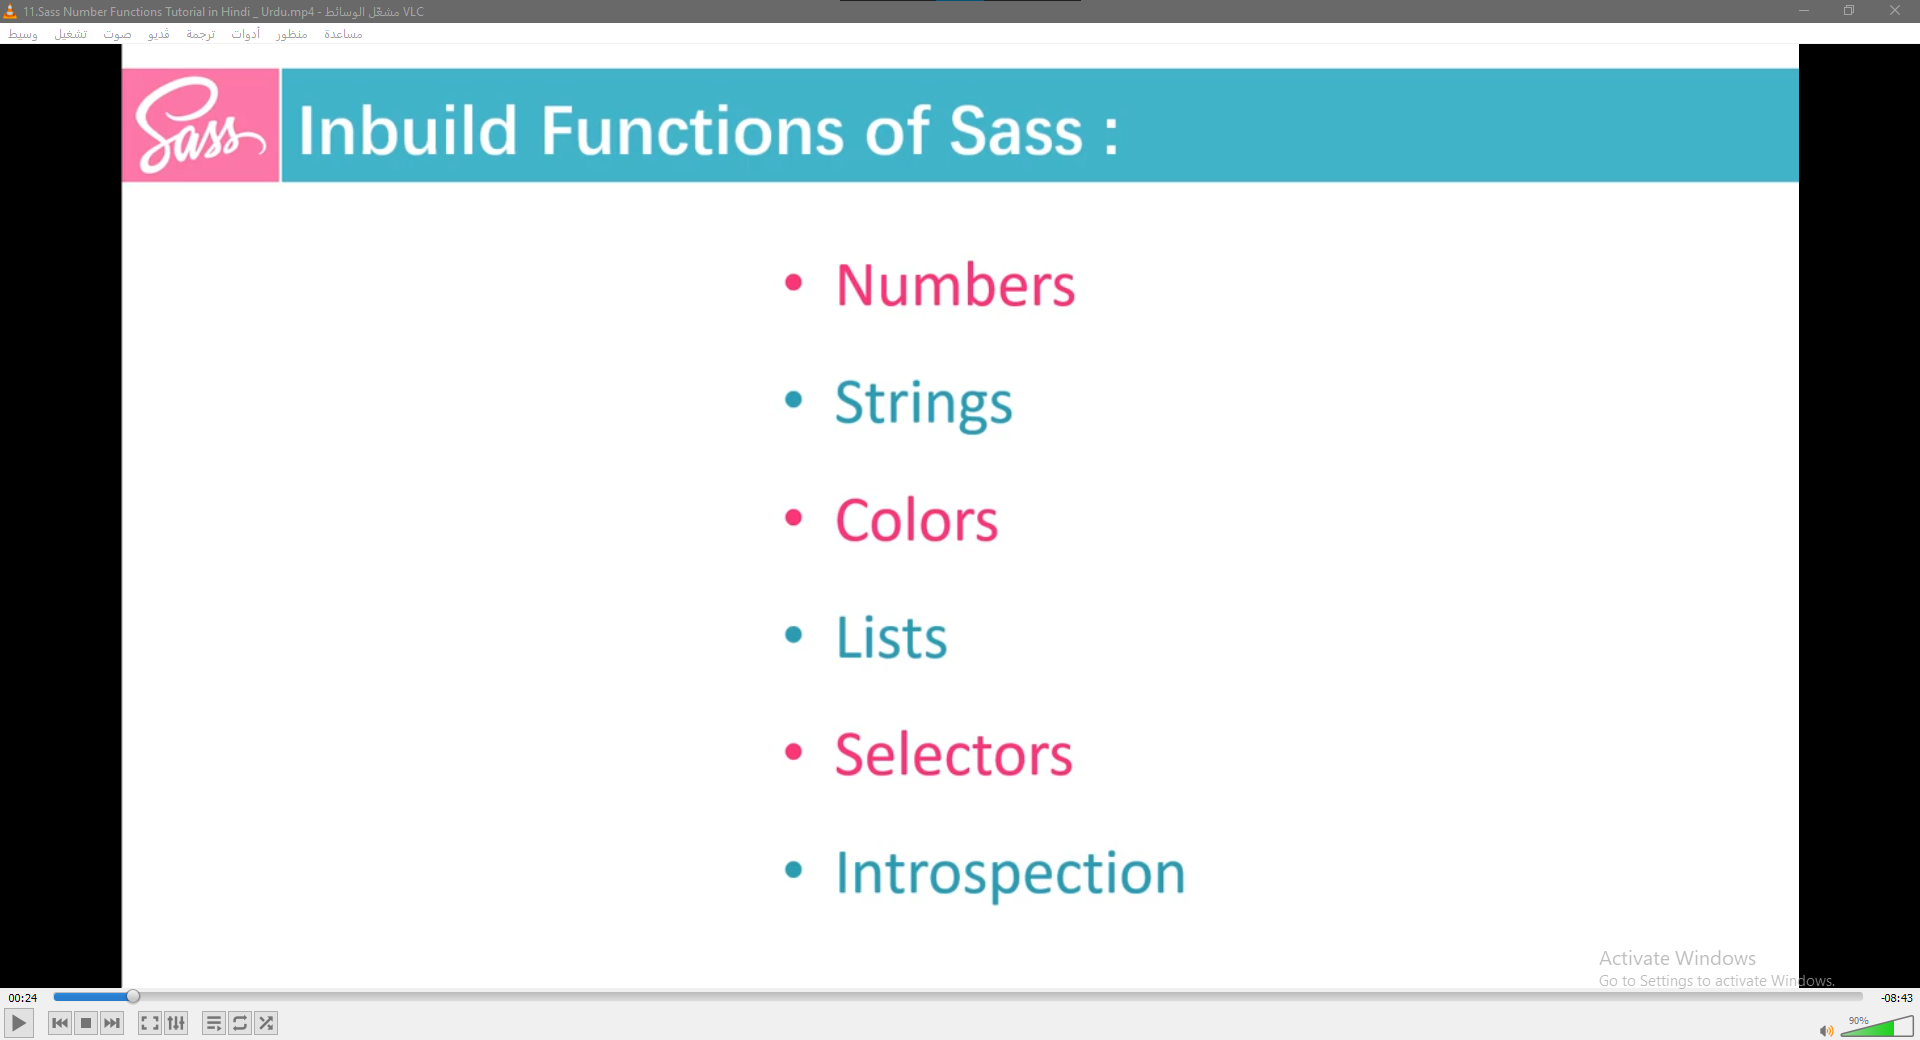 11.Sass Number Functions Tutorial in Hindi _ Urdu.mp4 - مشغّل الوسائط VLC
وسيط تشغيل صوت ڤديو ترجمة أدوات منظور مساعدة
Sass
Inbuild Functions of Sass :
• Numbers
• Strings
• Colors
• Lists
• Selectors
• Introspection
Activate Windows
Go to Settings to activate Windows.
00:24
-08:43
90%